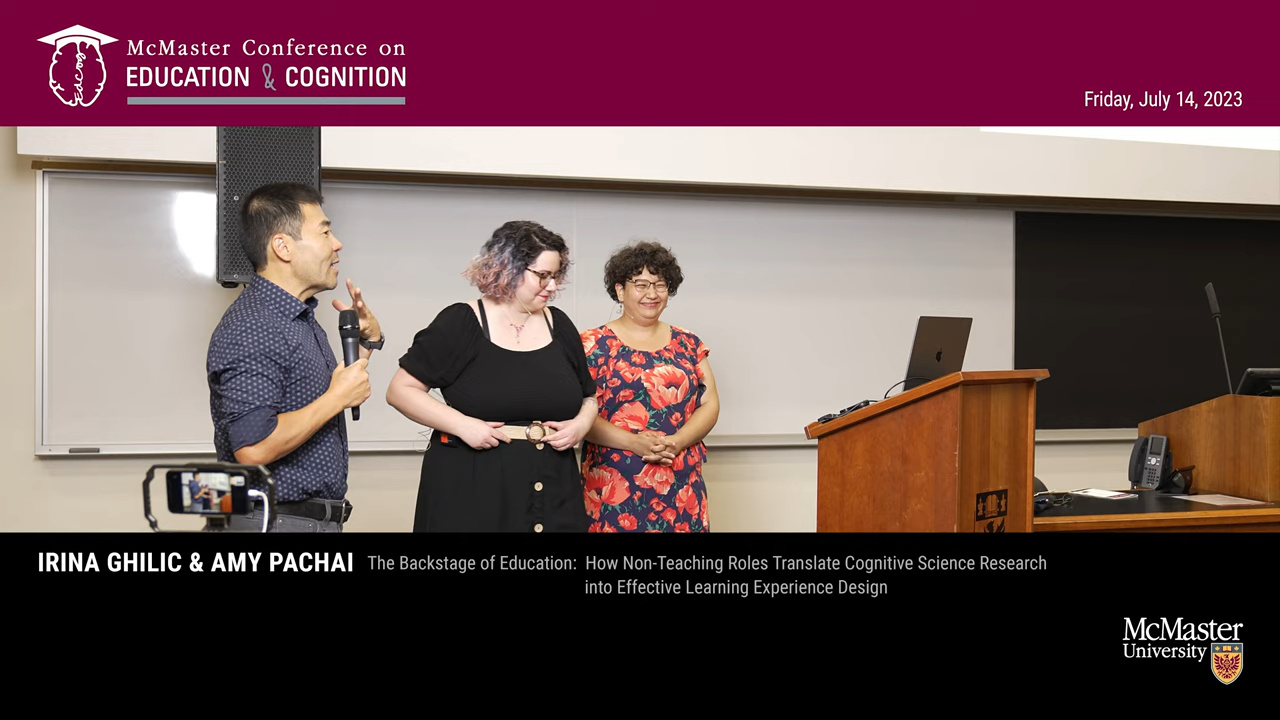 McMaster Conference on
EDUCATION & COGNITION
Friday, July 14, 2023
IRINA GHILIC & AMY PACHAI The Backstage of Education: How Non-Teaching Roles Translate Cognitive Science Research
into Effective Learning Experience Design
McMaster
University